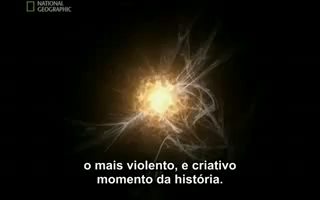 NATIONAL
GEOGRAPHIC
o mais violento, e criativo
momento da história.